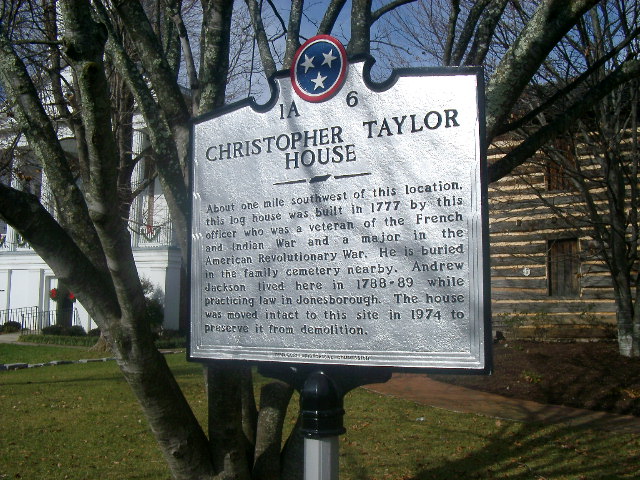 1A 6
CHRISTOPHER TAYLOR
HOUSE
About one mile southwest of this location,
this log house was built in 1777 by this
officer who was a veteran of the French
and Indian War and a major in the
American Revolutionary War. He is buried
in the family cemetery nearby. Andrew
Jackson lived here in 1788-89 while
practicing law in Jonesborough. The house
was moved intact to this site in 1974 to
preserve it from demolition.